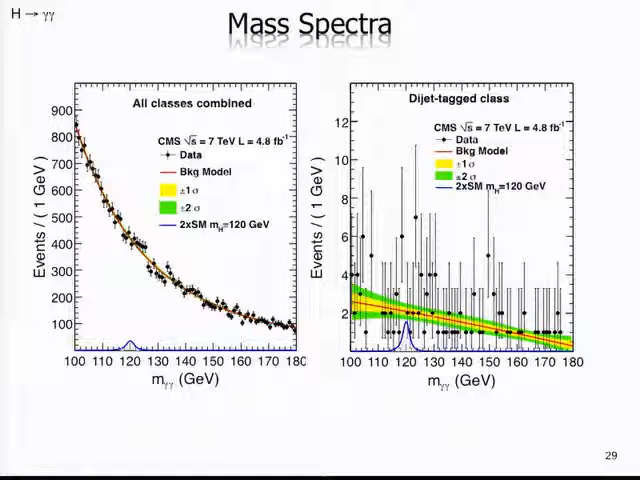 H → γγ
Mass Spectra
All classes combined
CMS √s = 7 TeV L = 4.8 fb⁻¹
Data
Bkg Model
±1 σ
±2 σ
2xSM m_H=120 GeV
Events / ( 1 GeV )
900
800
700
600
500
400
300
200
100
100 110 120 130 140 150 160 170 180
m_γγ (GeV)
Dijet-tagged class
CMS √s = 7 TeV L = 4.8 fb⁻¹
Data
Bkg Model
±1 σ
±2 σ
2xSM m_H=120 GeV
Events / ( 1 GeV )
12
10
8
6
4
2
100 110 120 130 140 150 160 170 180
m_γγ (GeV)
29